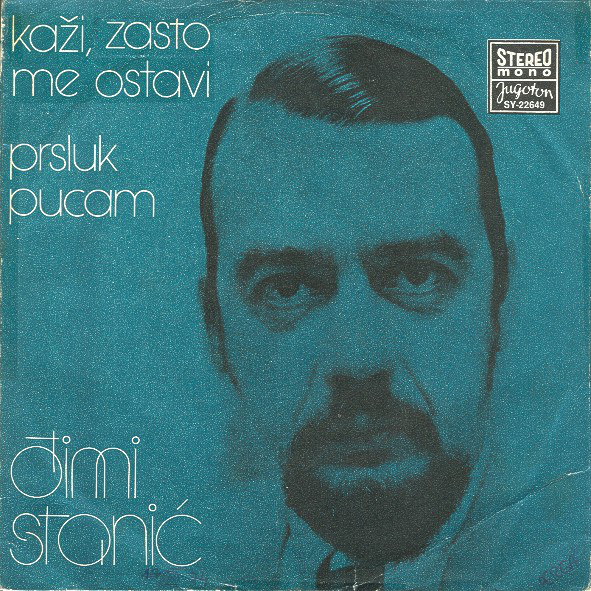 kaži, zasto
me ostavi
prsluk
pucam
STEREO
mono
Jugoton
SY-22649
đimi
stanić